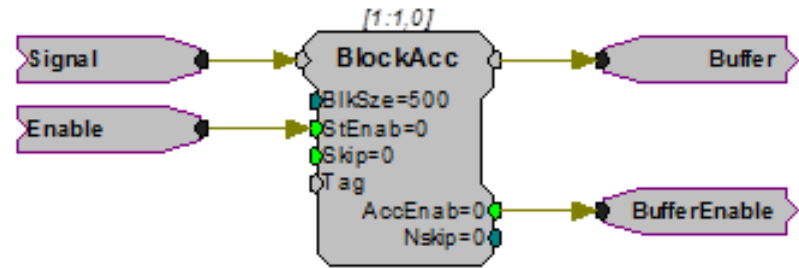 [1:1,0]
Signal
BlockAcc
Buffer
BlkSze=500
Enable
StEnab=0
Skip=0
Tag
AccEnab=0
BufferEnable
Nskip=0